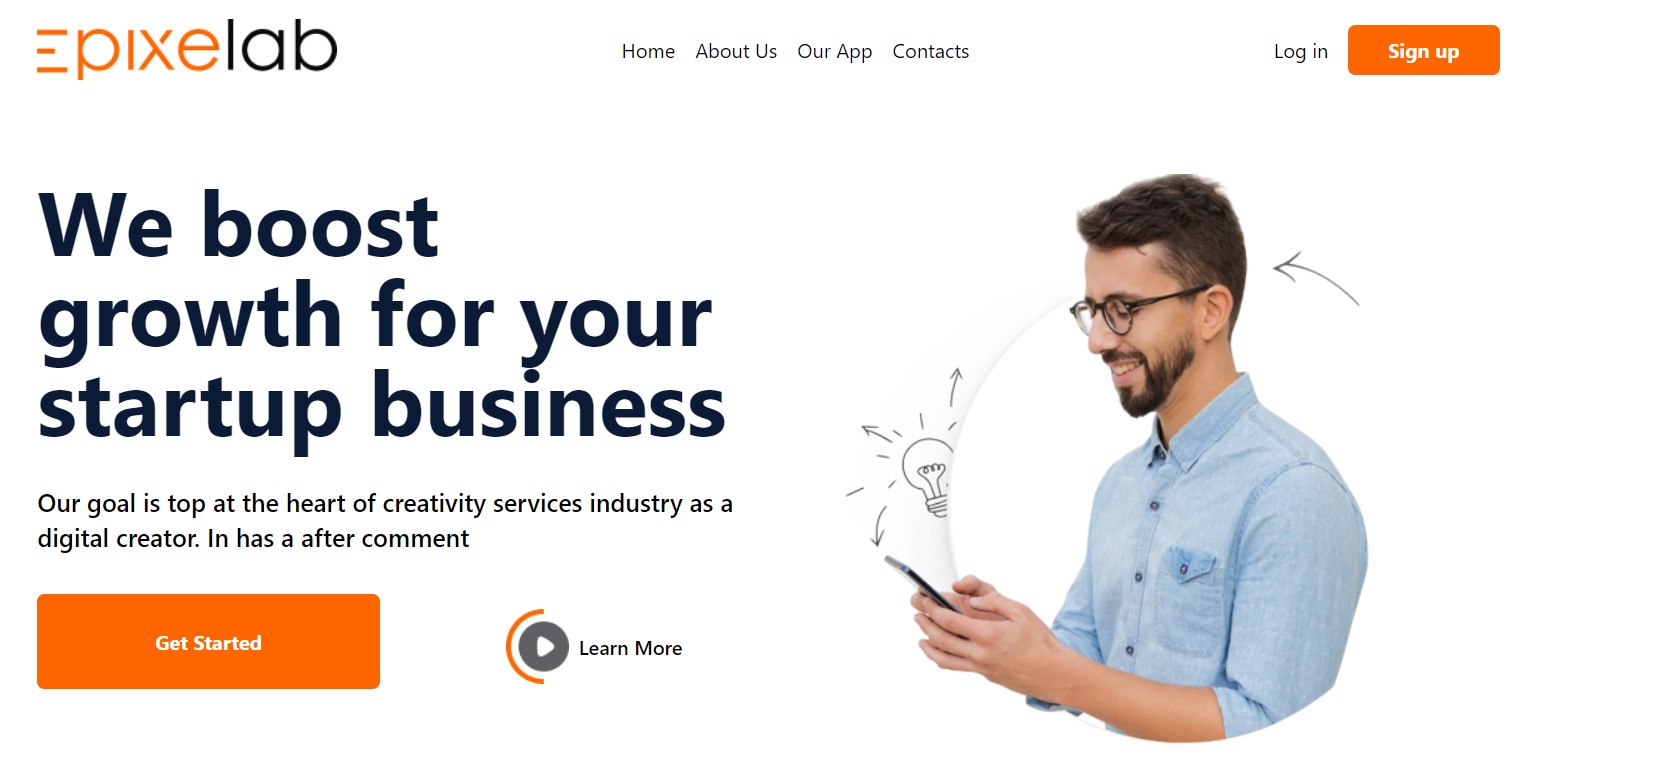 Epixelab
Home About Us Our App Contacts
Log in Sign up
We boost
growth for your
startup business
Our goal is top at the heart of creativity services industry as a
digital creator. In has a after comment
Get Started
Learn More